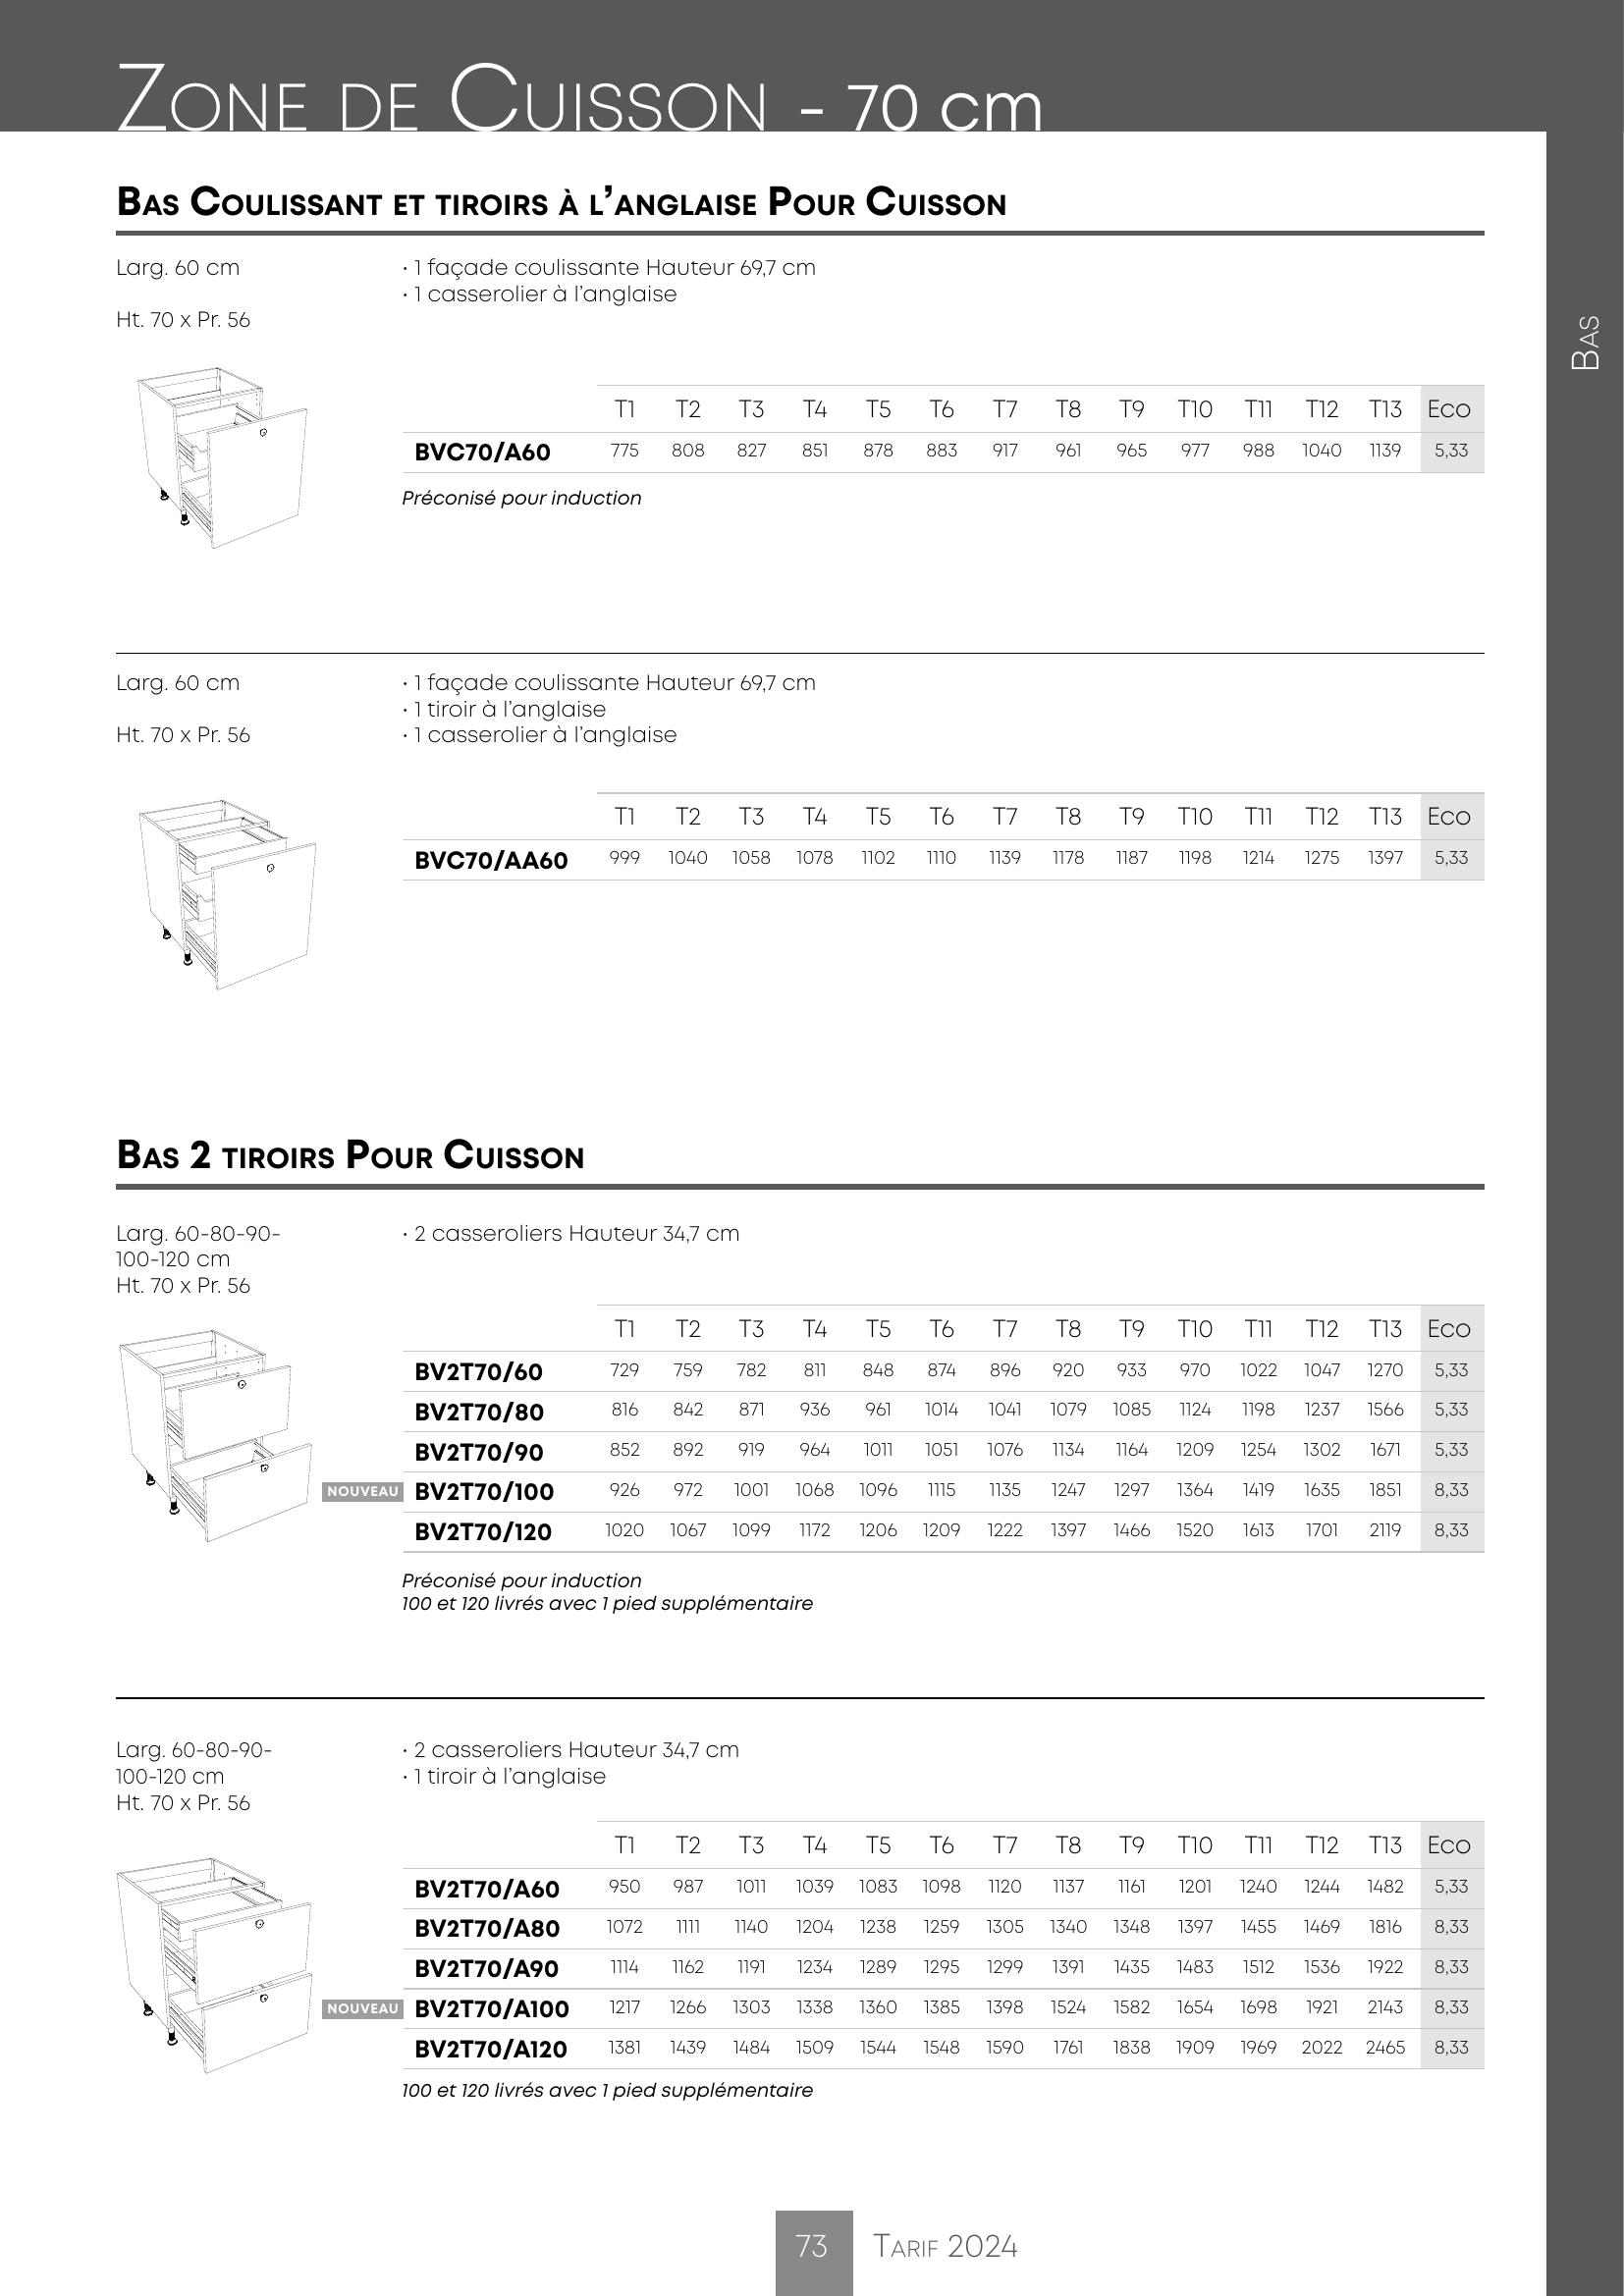 Zone de Cuisson - 70 cm
Bas
Bas Coulissant et tiroirs à l’anglaise Pour Cuisson
Larg. 60 cm
Ht. 70 x Pr. 56
• 1 façade coulissante Hauteur 69,7 cm
• 1 casserolier à l’anglaise
T1 T2 T3 T4 T5 T6 T7 T8 T9 T10 T11 T12 T13 Eco
BVC70/A60 775 808 827 851 878 883 917 961 965 977 988 1040 1139 5,33
Préconisé pour induction
Larg. 60 cm
Ht. 70 x Pr. 56
• 1 façade coulissante Hauteur 69,7 cm
• 1 tiroir à l’anglaise
• 1 casserolier à l’anglaise
T1 T2 T3 T4 T5 T6 T7 T8 T9 T10 T11 T12 T13 Eco
BVC70/AA60 999 1040 1058 1078 1102 1110 1139 1178 1187 1198 1214 1275 1397 5,33
Bas 2 tiroirs Pour Cuisson
Larg. 60-80-90-
100-120 cm
Ht. 70 x Pr. 56
• 2 casseroliers Hauteur 34,7 cm
T1 T2 T3 T4 T5 T6 T7 T8 T9 T10 T11 T12 T13 Eco
BV2T70/60 729 759 782 811 848 874 896 920 933 970 1022 1047 1270 5,33
BV2T70/80 816 842 871 936 961 1014 1041 1079 1085 1124 1198 1237 1566 5,33
BV2T70/90 852 892 919 964 1011 1051 1076 1134 1164 1209 1254 1302 1671 5,33
NOUVEAU BV2T70/100 926 972 1001 1068 1096 1115 1135 1247 1297 1364 1419 1635 1851 8,33
BV2T70/120 1020 1067 1099 1172 1206 1209 1222 1397 1466 1520 1613 1701 2119 8,33
Préconisé pour induction
100 et 120 livrés avec 1 pied supplémentaire
Larg. 60-80-90-
100-120 cm
Ht. 70 x Pr. 56
• 2 casseroliers Hauteur 34,7 cm
• 1 tiroir à l’anglaise
T1 T2 T3 T4 T5 T6 T7 T8 T9 T10 T11 T12 T13 Eco
BV2T70/A60 950 987 1011 1039 1083 1098 1120 1137 1161 1201 1240 1244 1482 5,33
BV2T70/A80 1072 1111 1140 1204 1238 1259 1305 1340 1348 1397 1455 1469 1816 8,33
BV2T70/A90 1114 1162 1191 1234 1289 1295 1299 1391 1435 1483 1512 1536 1922 8,33
NOUVEAU BV2T70/A100 1217 1266 1303 1338 1360 1385 1398 1524 1582 1654 1698 1921 2143 8,33
BV2T70/A120 1381 1439 1484 1509 1544 1548 1590 1761 1838 1909 1969 2022 2465 8,33
100 et 120 livrés avec 1 pied supplémentaire
73 Tarif 2024